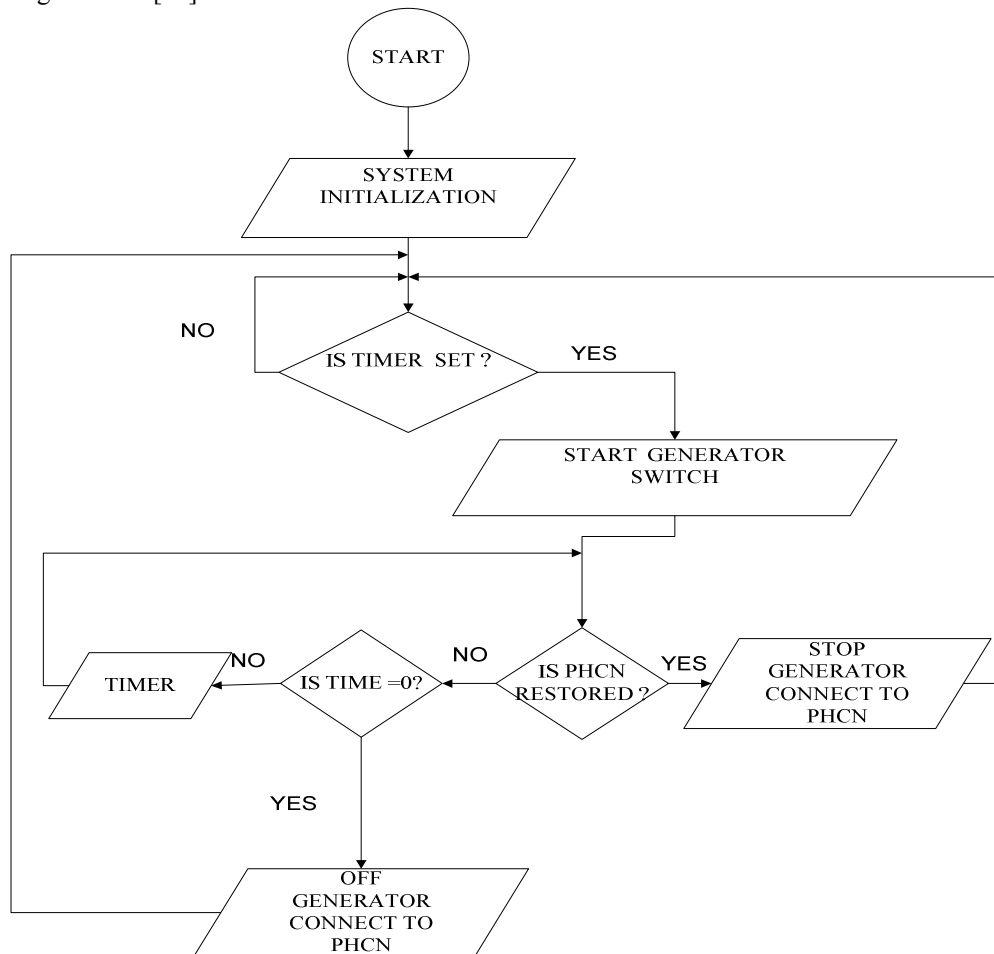 START
SYSTEM
INITIALIZATION
NO
IS TIMER SET ?
YES
START GENERATOR
SWITCH
TIMER
NO
IS TIME =0?
NO
IS PHCN
RESTORED ?
YES
STOP
GENERATOR
CONNECT TO
PHCN
YES
OFF
GENERATOR
CONNECT TO
PHCN